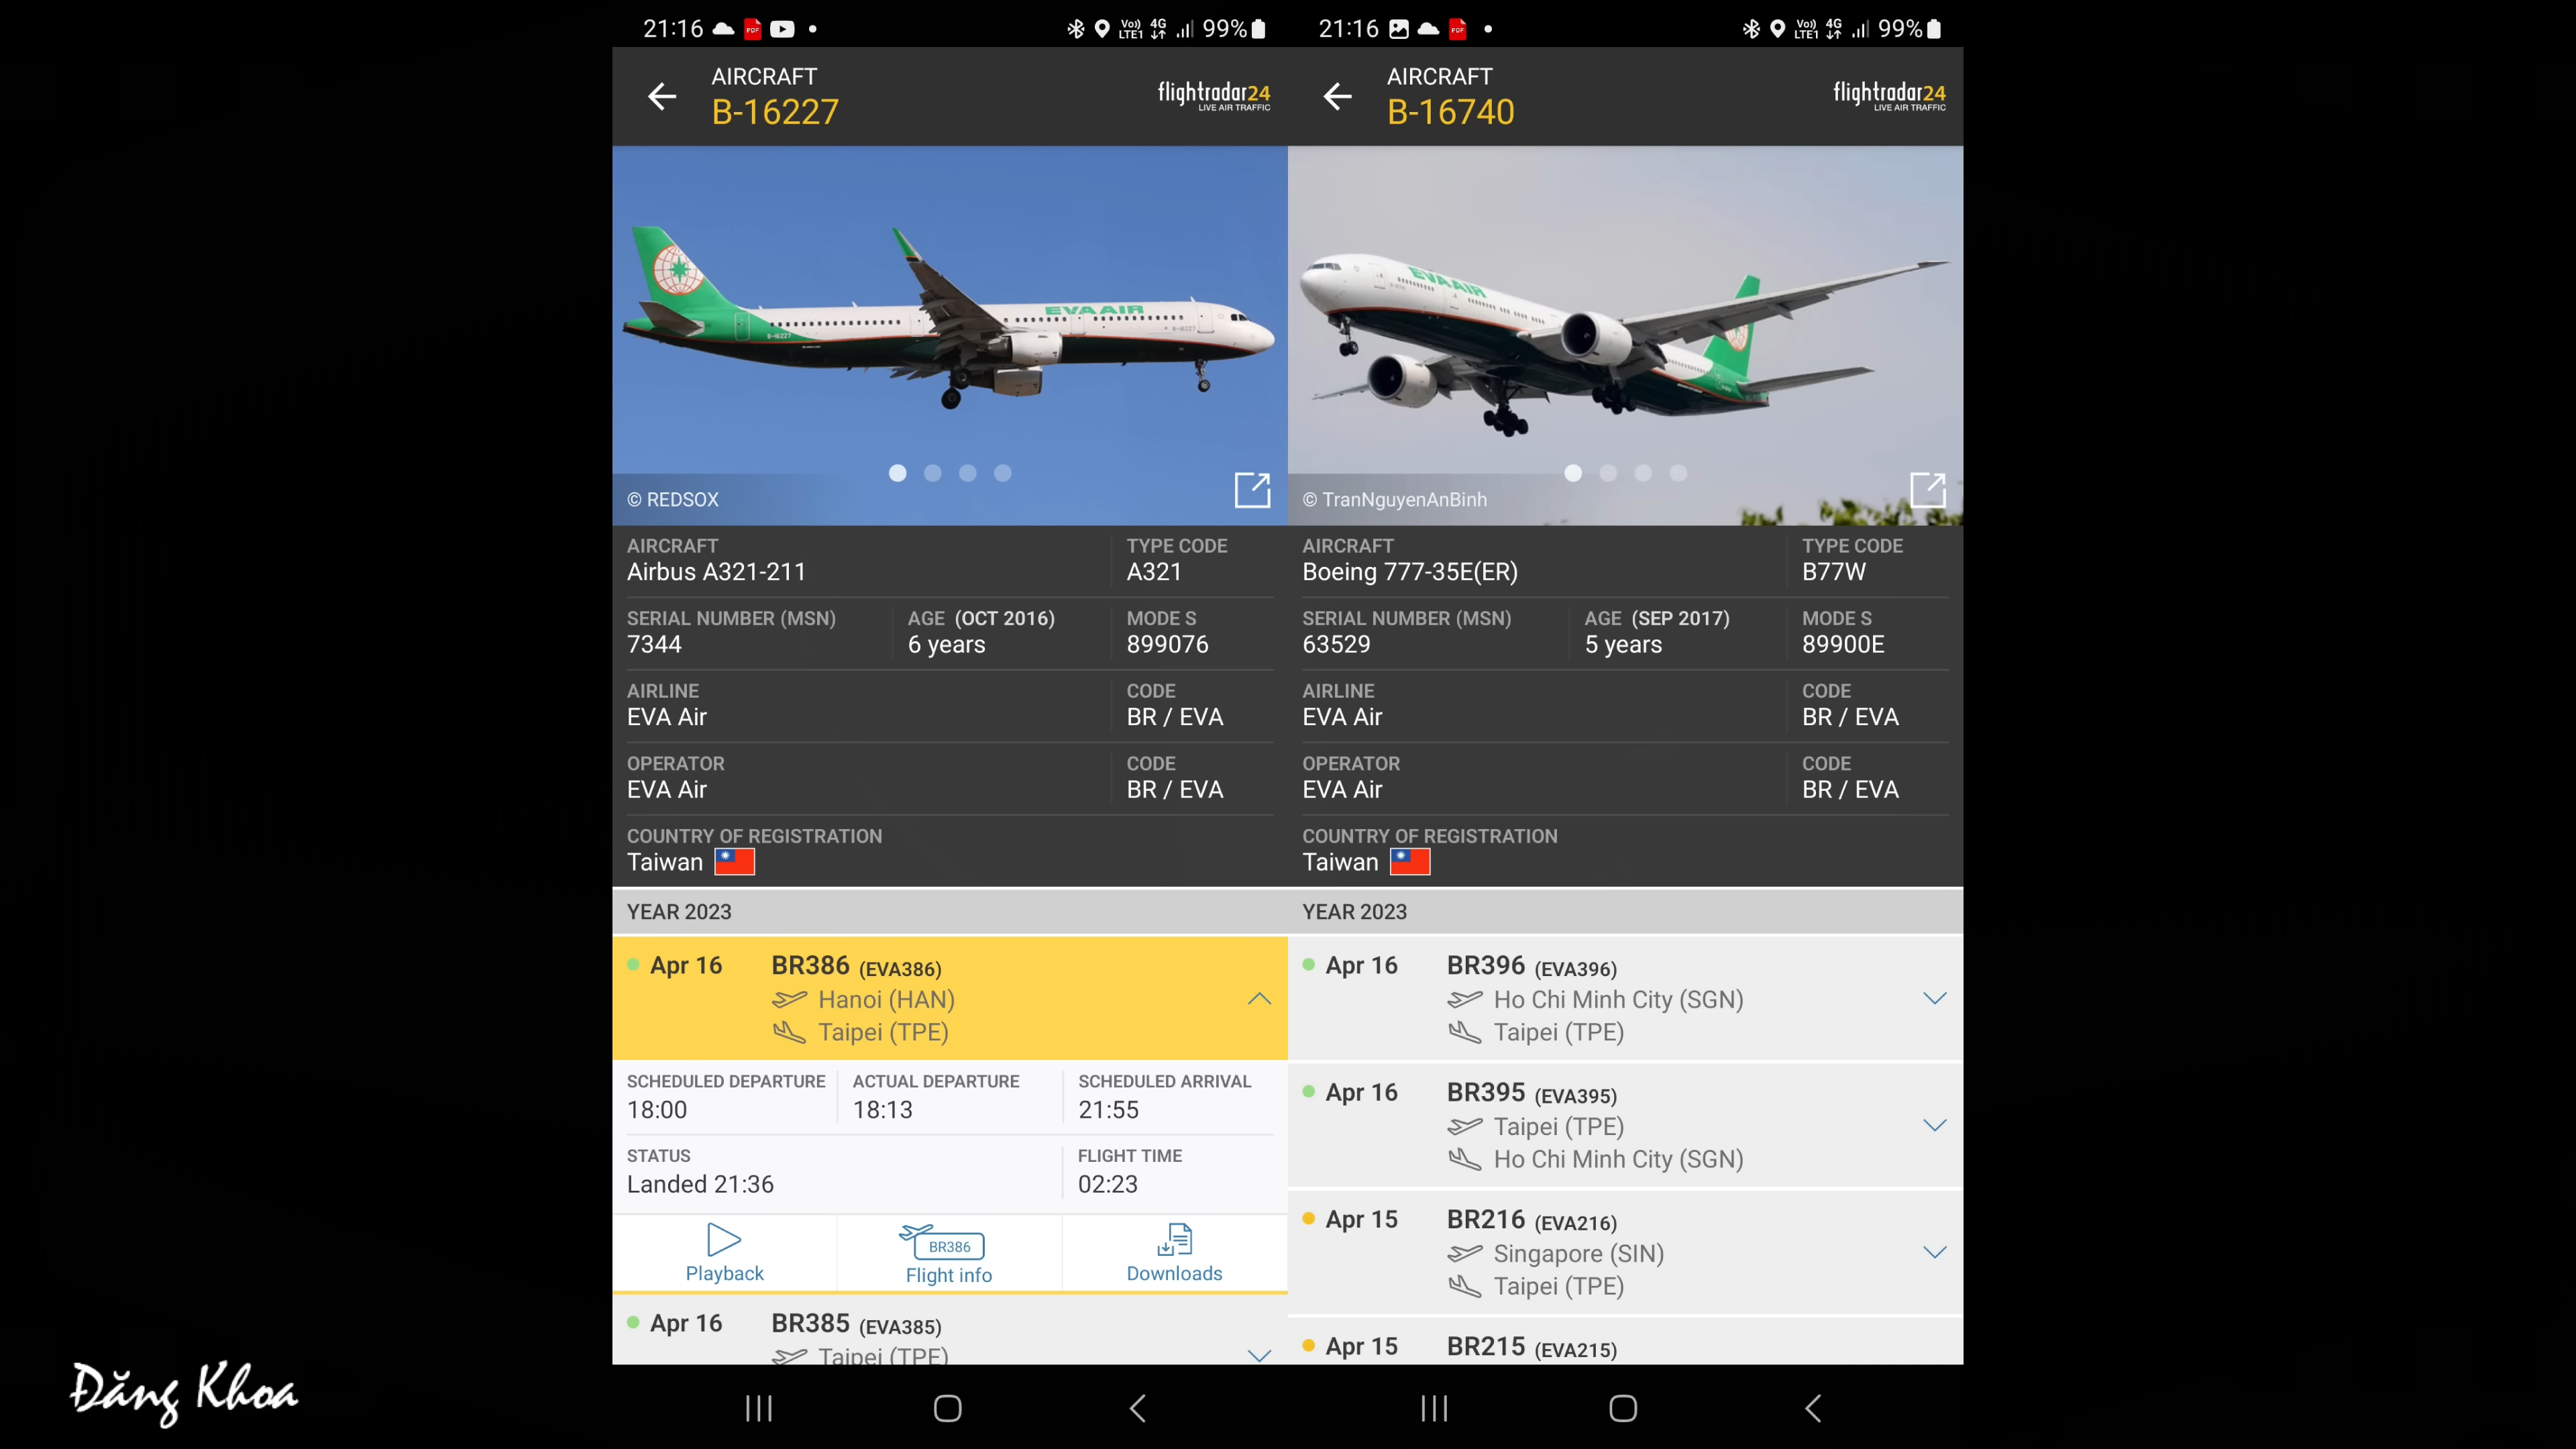 21:16
Vo)) LTE1 4G 99%
AIRCRAFT
B-16227
flightradar24
LIVE AIR TRAFFIC
EVA AIR
B-16227
B-16227
© REDSOX
AIRCRAFT
Airbus A321-211
TYPE CODE
A321
SERIAL NUMBER (MSN)
7344
AGE (OCT 2016)
6 years
MODE S
899076
AIRLINE
EVA Air
CODE
BR / EVA
OPERATOR
EVA Air
CODE
BR / EVA
COUNTRY OF REGISTRATION
Taiwan
YEAR 2023
Apr 16
BR386 (EVA386)
Hanoi (HAN)
Taipei (TPE)
SCHEDULED DEPARTURE
18:00
ACTUAL DEPARTURE
18:13
SCHEDULED ARRIVAL
21:55
STATUS
Landed 21:36
FLIGHT TIME
02:23
Playback
BR386
Flight info
Downloads
Apr 16
BR385 (EVA385)
Taipei (TPE)
21:16
PDF
Vo)) LTE1 4G 99%
AIRCRAFT
B-16740
flightradar24
LIVE AIR TRAFFIC
EVA AIR
© TranNguyenAnBinh
AIRCRAFT
Boeing 777-35E(ER)
TYPE CODE
B77W
SERIAL NUMBER (MSN)
63529
AGE (SEP 2017)
5 years
MODE S
89900E
AIRLINE
EVA Air
CODE
BR / EVA
OPERATOR
EVA Air
CODE
BR / EVA
COUNTRY OF REGISTRATION
Taiwan
YEAR 2023
Apr 16
BR396 (EVA396)
Ho Chi Minh City (SGN)
Taipei (TPE)
Apr 16
BR395 (EVA395)
Taipei (TPE)
Ho Chi Minh City (SGN)
Apr 15
BR216 (EVA216)
Singapore (SIN)
Taipei (TPE)
Apr 15
BR215 (EVA215)
Đăng Khoa